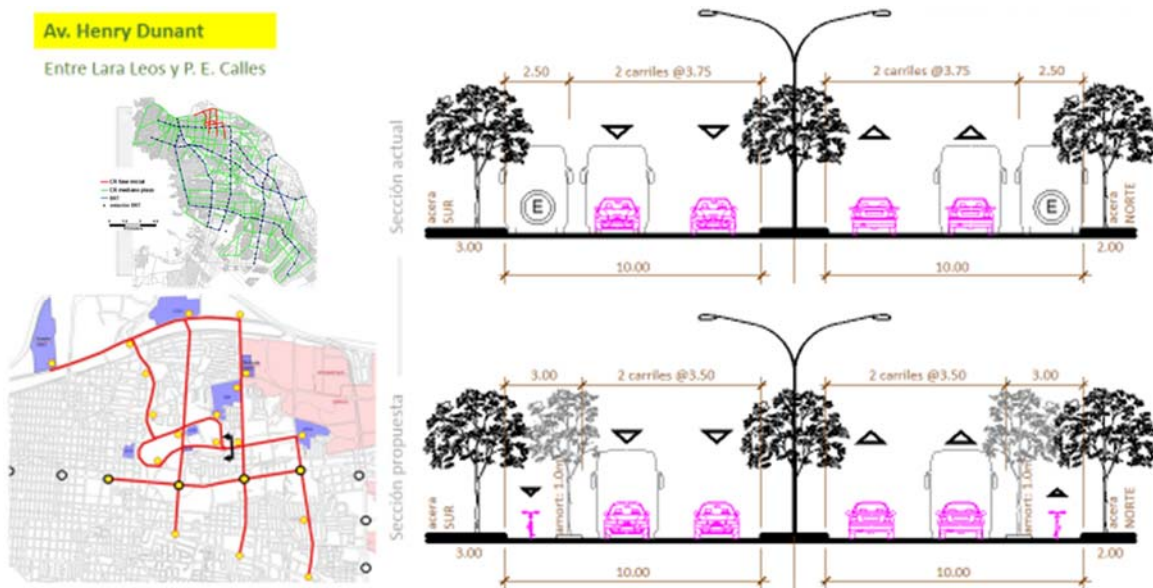 Av. Henry Dunant
Entre Lara Leos y P. E. Calles
BRT
Sección actual
2.50
2 carriles @3.75
2 carriles @3.75
2.50
acera
SUR
E
E
acera
NORTE
3.00
2.00
10.00
10.00
Sección propuesta
3.00
2 carriles @3.50
2 carriles @3.50
3.00
acera
SUR
amort: 1.0m
amort: 1.0m
acera
NORTE
3.00
2.00
10.00
10.00